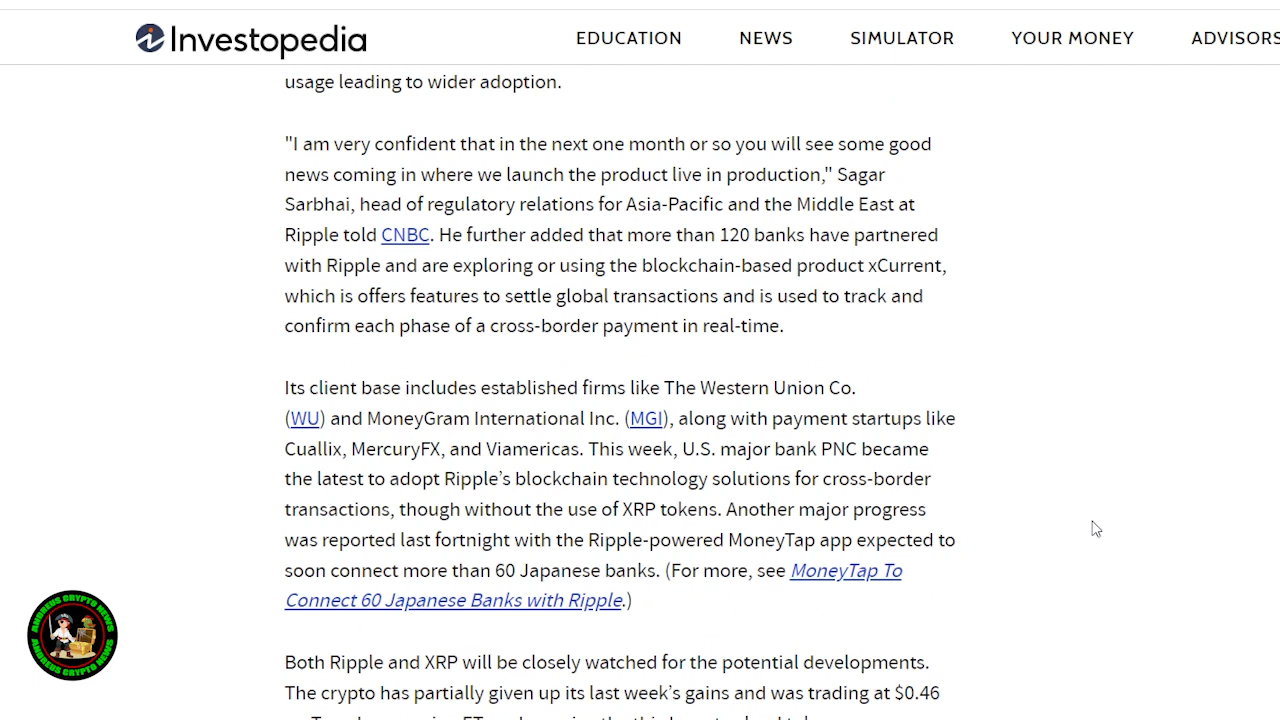 Investopedia
EDUCATION NEWS SIMULATOR YOUR MONEY ADVISORS
usage leading to wider adoption.
"I am very confident that in the next one month or so you will see some good
news coming in where we launch the product live in production," Sagar
Sarbhai, head of regulatory relations for Asia-Pacific and the Middle East at
Ripple told CNBC. He further added that more than 120 banks have partnered
with Ripple and are exploring or using the blockchain-based product xCurrent,
which is offers features to settle global transactions and is used to track and
confirm each phase of a cross-border payment in real-time.
Its client base includes established firms like The Western Union Co.
(WU) and MoneyGram International Inc. (MGI), along with payment startups like
Cuallix, MercuryFX, and Viamericas. This week, U.S. major bank PNC became
the latest to adopt Ripple’s blockchain technology solutions for cross-border
transactions, though without the use of XRP tokens. Another major progress
was reported last fortnight with the Ripple-powered MoneyTap app expected to
soon connect more than 60 Japanese banks. (For more, see MoneyTap To
Connect 60 Japanese Banks with Ripple.)
ANDREUS CRYPTO NEWS
ANDREUS CRYPTO NEWS
Both Ripple and XRP will be closely watched for the potential developments.
The crypto has partially given up its last week’s gains and was trading at $0.46